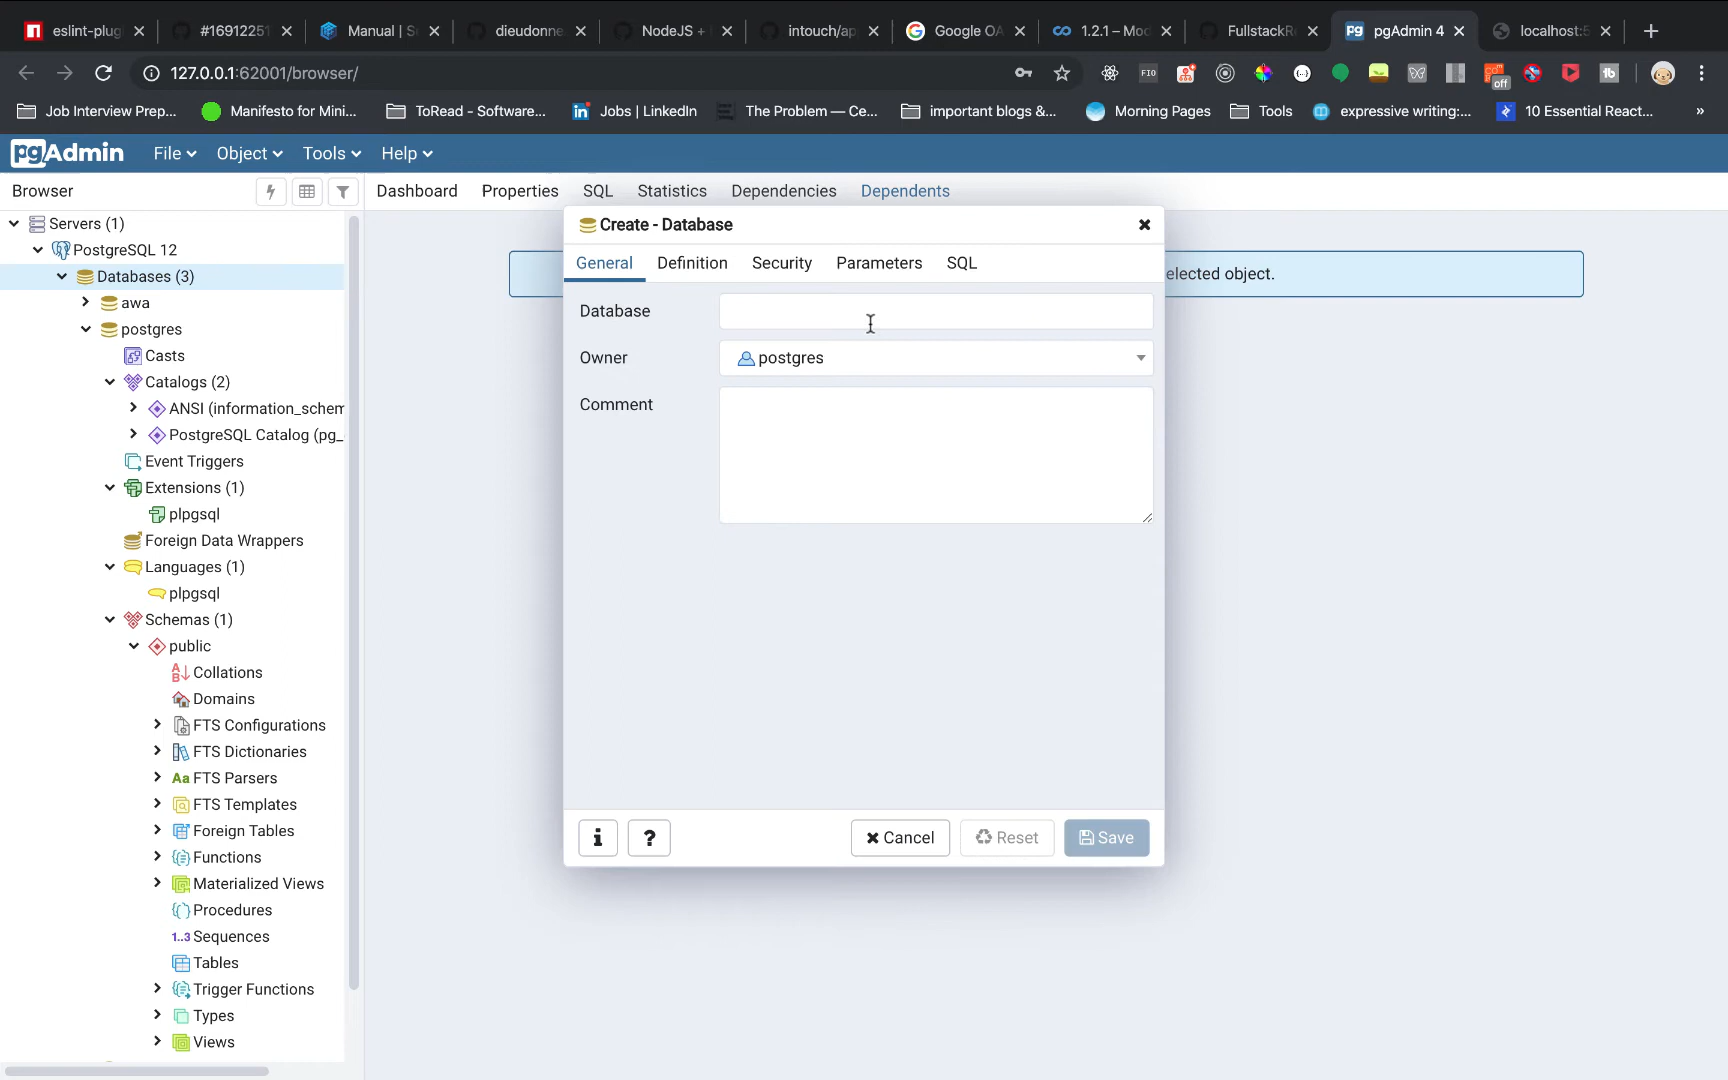 eslint-plug
#16912251
Manual | S
dieudonne
NodeJS +
intouch/ap
Google OA
1.2.1 – Mod
FullstackR
pgAdmin 4
localhost:5
127.0.0.1:62001/browser/
FIO
off
Job Interview Prep...
Manifesto for Mini...
ToRead - Software...
Jobs | LinkedIn
The Problem — Ce...
important blogs &...
Morning Pages
Tools
expressive writing:...
10 Essential React...
»
pgAdmin
File
Object
Tools
Help
Browser
Dashboard
Properties
SQL
Statistics
Dependencies
Dependents
Servers (1)
PostgreSQL 12
Databases (3)
awa
postgres
Casts
Catalogs (2)
ANSI (information_schem
PostgreSQL Catalog (pg_
Event Triggers
Extensions (1)
plpgsql
Foreign Data Wrappers
Languages (1)
plpgsql
Schemas (1)
public
Collations
Domains
FTS Configurations
FTS Dictionaries
Aa FTS Parsers
FTS Templates
Foreign Tables
Functions
Materialized Views
Procedures
1..3 Sequences
Tables
Trigger Functions
Types
Views
elected object.
Create - Database
General
Definition
Security
Parameters
SQL
Database
Owner
postgres
Comment
i
?
Cancel
Reset
Save